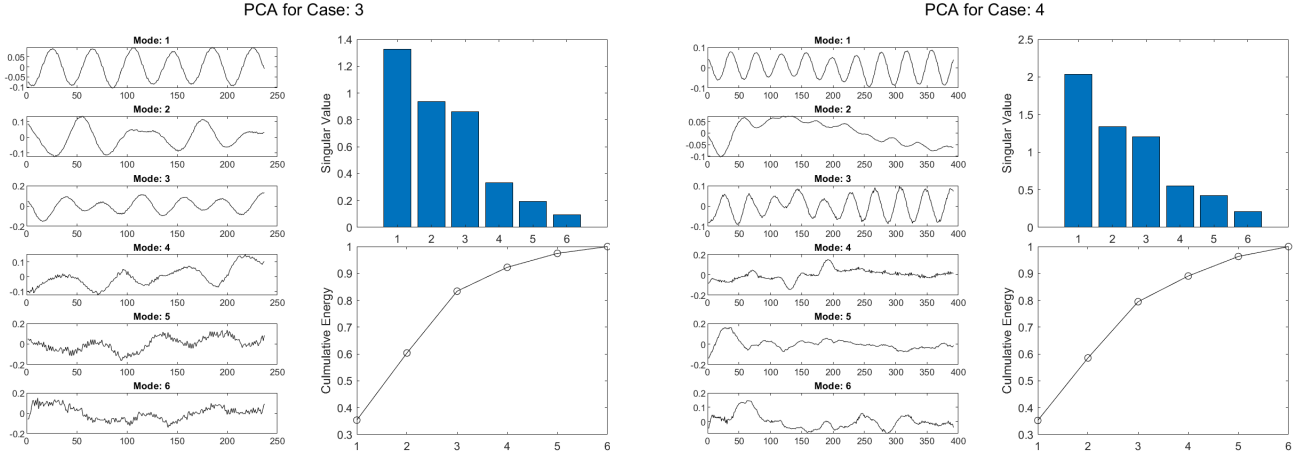 PCA for Case: 3
Mode: 1
0.05
0
-0.05
-0.1
0 50 100 150 200 250
Mode: 2
0.1
0
-0.1
0 50 100 150 200 250
Mode: 3
0.2
0
-0.2
0 50 100 150 200 250
Mode: 4
0.1
0
-0.1
0 50 100 150 200 250
Mode: 5
0.2
0
-0.2
0 50 100 150 200 250
Mode: 6
0.2
0
-0.2
0 50 100 150 200 250
Singular Value
1.4
1.2
1
0.8
0.6
0.4
0.2
0
1 2 3 4 5 6
Culmulative Energy
1
0.9
0.8
0.7
0.6
0.5
0.4
0.3
1 2 3 4 5 6
PCA for Case: 4
Mode: 1
0.1
0
-0.1
0 50 100 150 200 250 300 350 400
Mode: 2
0.05
0
-0.05
-0.1
0 50 100 150 200 250 300 350 400
Mode: 3
0.1
0
-0.1
0 50 100 150 200 250 300 350 400
Mode: 4
0.2
0
-0.2
0 50 100 150 200 250 300 350 400
Mode: 5
0.2
0.1
0
-0.1
0 50 100 150 200 250 300 350 400
Mode: 6
0.2
0.1
0
0 50 100 150 200 250 300 350 400
Singular Value
2.5
2
1.5
1
0.5
0
1 2 3 4 5 6
Culmulative Energy
1
0.9
0.8
0.7
0.6
0.5
0.4
0.3
1 2 3 4 5 6